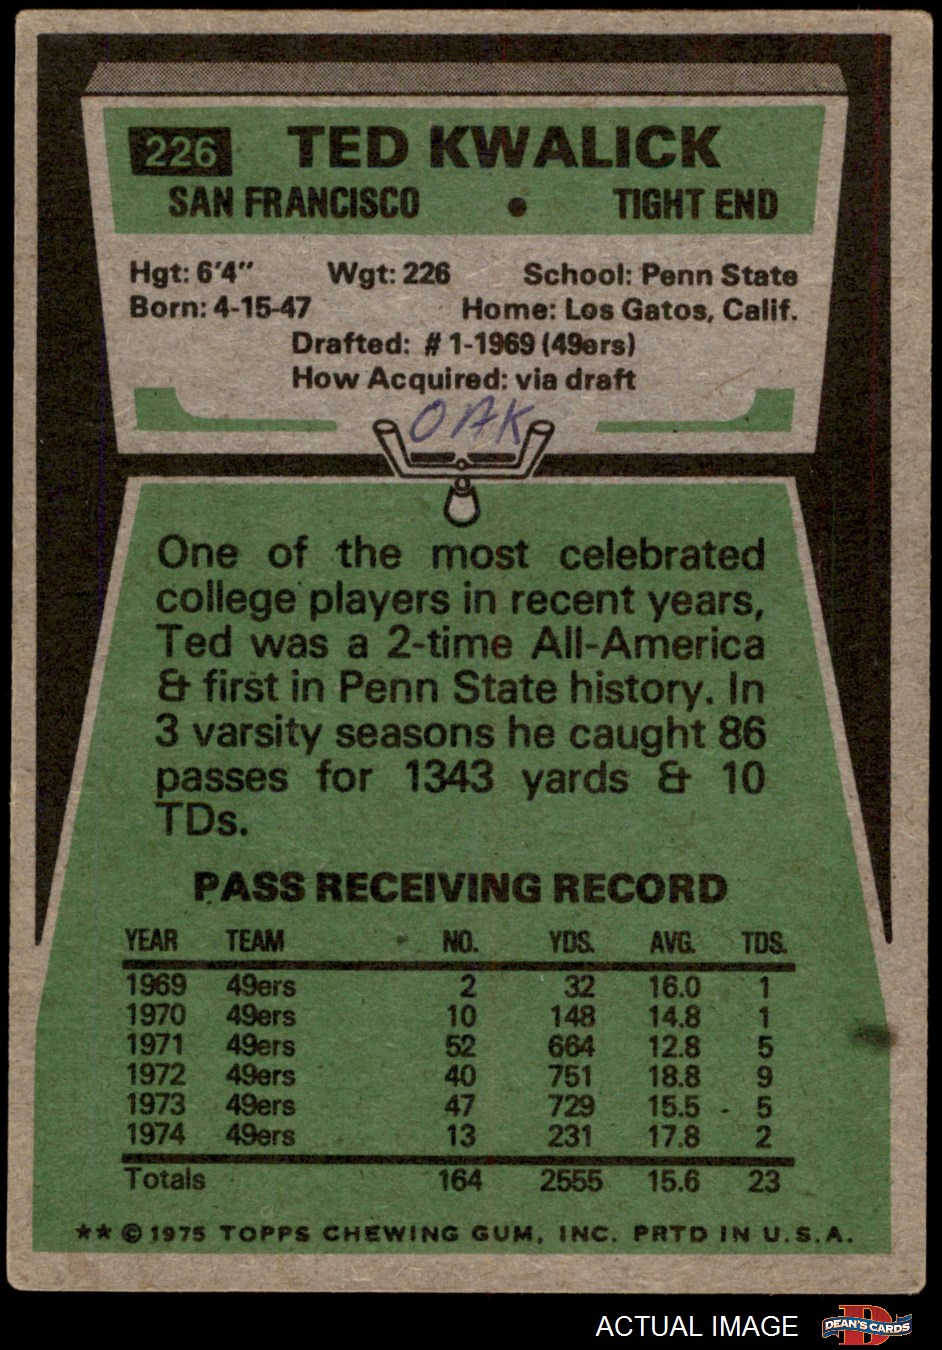 226 TED KWALICK
SAN FRANCISCO • TIGHT END
Hgt: 6'4" Wgt: 226 School: Penn State
Born: 4-15-47 Home: Los Gatos, Calif.
Drafted: #1-1969 (49ers)
How Acquired: via draft
OAK
One of the most celebrated
college players in recent years,
Ted was a 2-time All-America
& first in Penn State history. In
3 varsity seasons he caught 86
passes for 1343 yards & 10
TDs.
PASS RECEIVING RECORD
YEAR TEAM NO. YDS. AVG. TDS.
1969 49ers 2 32 16.0 1
1970 49ers 10 148 14.8 1
1971 49ers 52 664 12.8 5
1972 49ers 40 751 18.8 9
1973 49ers 47 729 15.5 5
1974 49ers 13 231 17.8 2
Totals 164 2555 15.6 23
** © 1975 TOPPS CHEWING GUM, INC. PRTD IN U.S.A.
ACTUAL IMAGE D DEAN'S CARDS